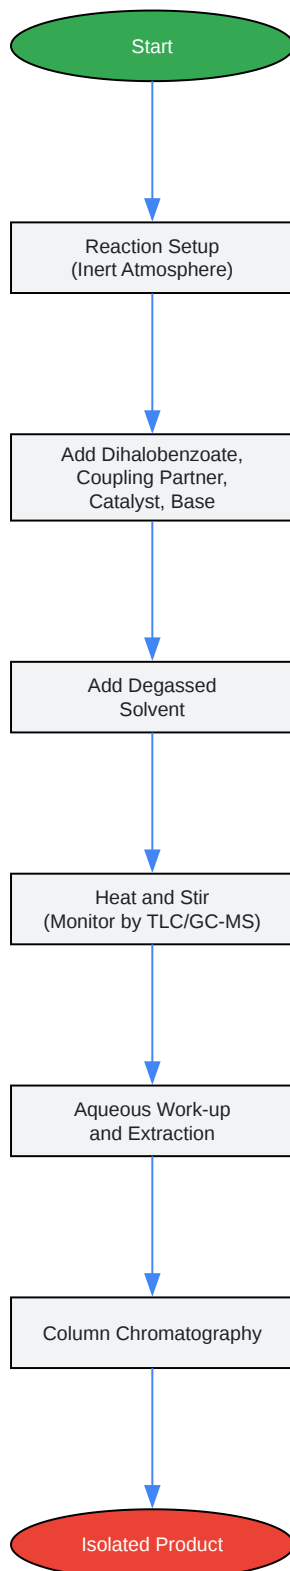 Start
Reaction Setup
(Inert Atmosphere)
Add Dihalobenzoate,
Coupling Partner,
Catalyst, Base
Add Degassed
Solvent
Heat and Stir
(Monitor by TLC/GC-MS)
Aqueous Work-up
and Extraction
Column Chromatography
Isolated Product